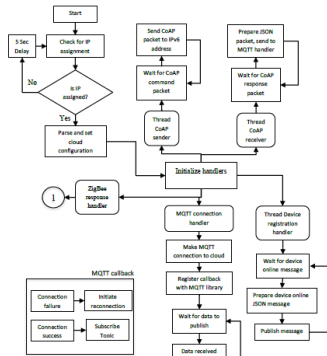 Start
5 Sec
Delay
Check for IP
assignment
No
Is IP
assigned?
Yes
Parse and set
cloud
configuration
Send CoAP
packet to IPv6
address
Wait for CoAP
command
packet
Thread
CoAP
sender
Prepare JSON
packet, send to
MQTT handler
Wait for CoAP
response
packet
Thread
CoAP
receiver
Initialize handlers
1
ZigBee
response
handler
MQTT connection
handler
Make MQTT
connection to cloud
Register callback
with MQTT library
Wait for data to
publish
Data received
Thread Device
registration
handler
Wait for device
online message
Prepare device online
JSON message
Publish message
MQTT callback
Connection
failure
Initiate
reconnection
Connection
success
Subscribe
Topic